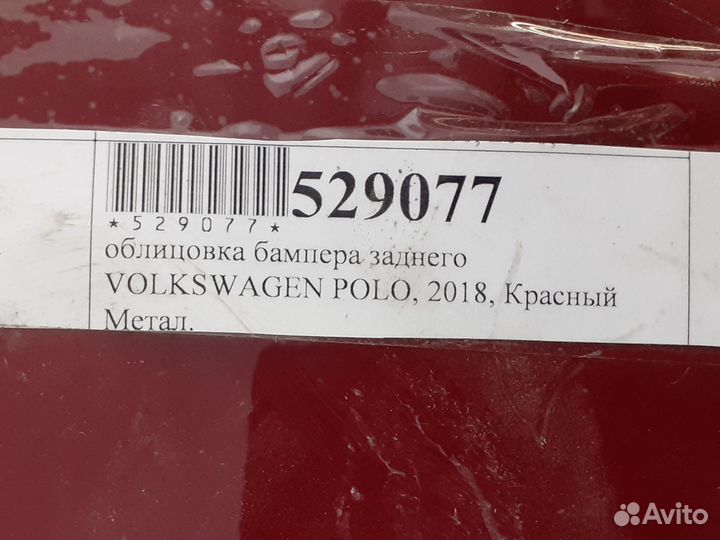 529077
*529077*
облицовка бампера заднего
VOLKSWAGEN POLO, 2018, Красный
Метал.
Avito